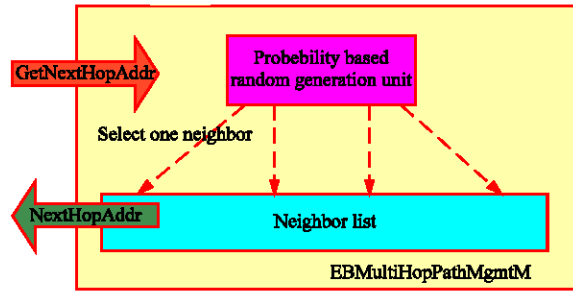 Probebility based
random generation unit
GetNextHopAddr
Select one neighbor
NextHopAddr
Neighbor list
EBMultiHopPathMgmtM